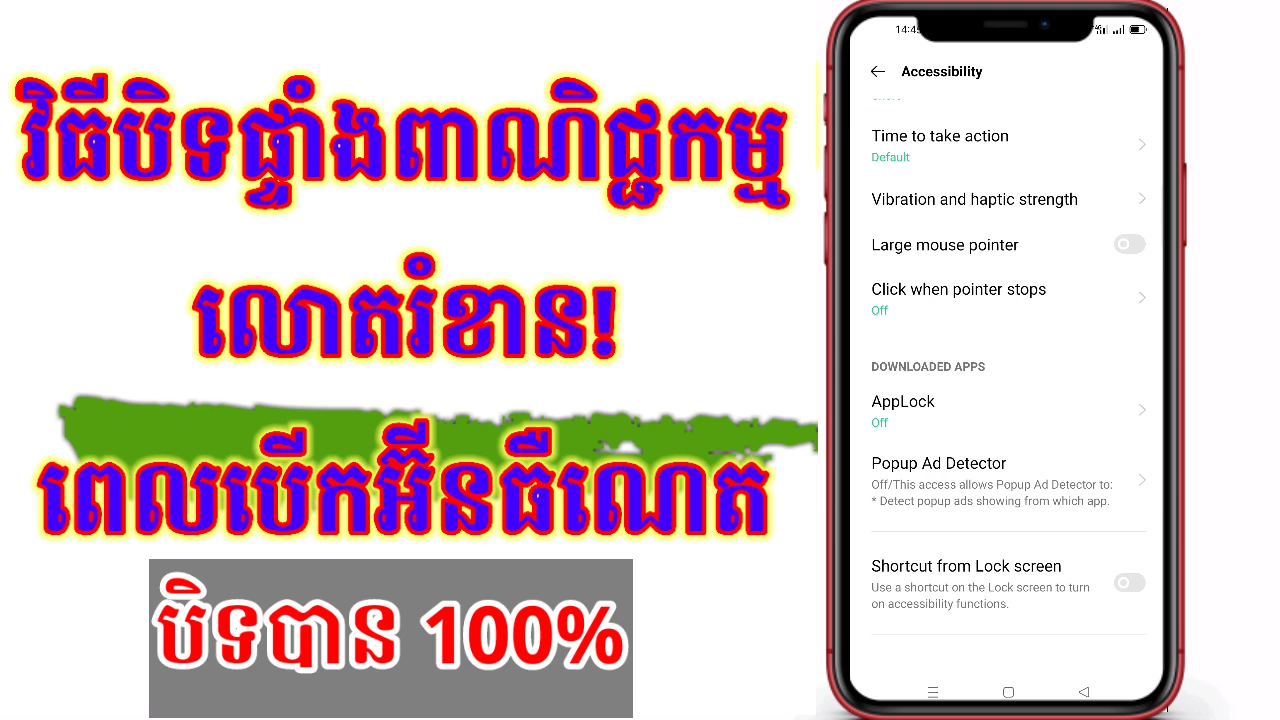 វិធីបិទផ្ទាំងពាណិជ្ជកម្ម
លោតរំខាន!
ពេលបើកអ៊ីនធឺណេត
បិទបាន 100%
Accessibility
Time to take action
Default
Vibration and haptic strength
Large mouse pointer
Click when pointer stops
Off
DOWNLOADED APPS
AppLock
Off
Popup Ad Detector
Off/This access allows Popup Ad Detector to:
* Detect popup ads showing from which app.
Shortcut from Lock screen
Use a shortcut on the Lock screen to turn
on accessibility functions.